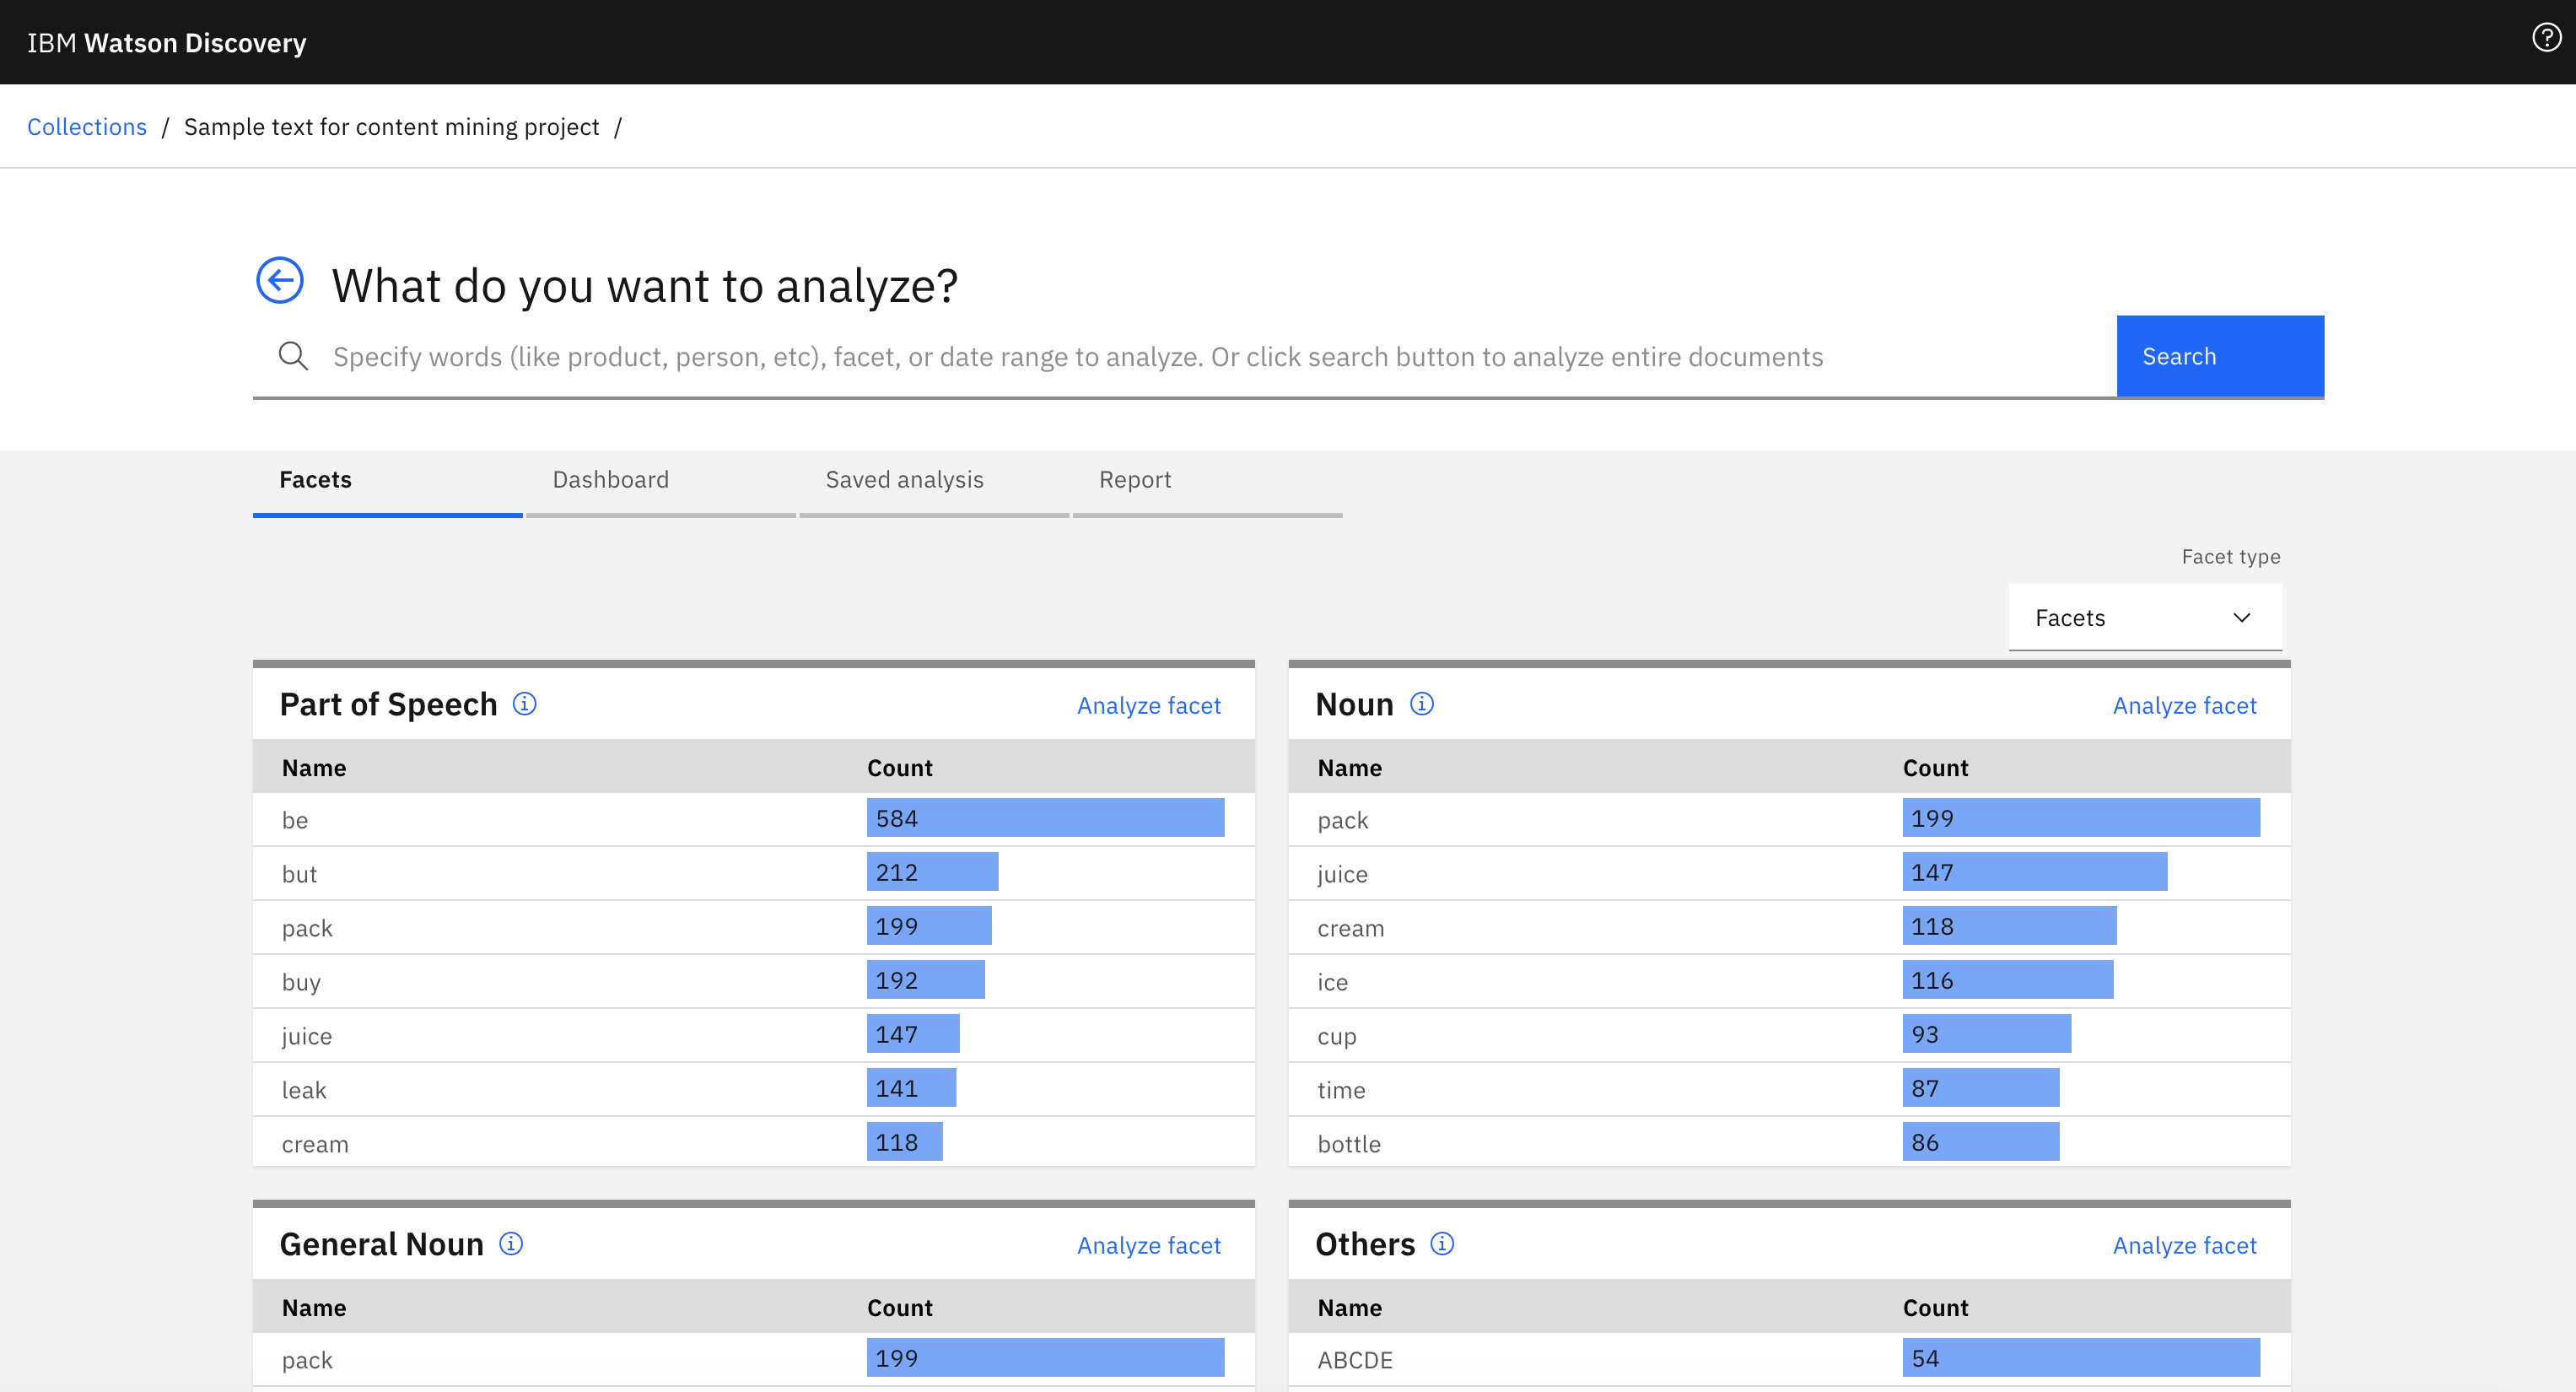 IBM Watson Discovery
Collections / Sample text for content mining project /
What do you want to analyze?
Specify words (like product, person, etc), facet, or date range to analyze. Or click search button to analyze entire documents
Search
Facets Dashboard Saved analysis Report
Facet type
Facets
Part of Speech Analyze facet
Name Count
be 584
but 212
pack 199
buy 192
juice 147
leak 141
cream 118
Noun Analyze facet
Name Count
pack 199
juice 147
cream 118
ice 116
cup 93
time 87
bottle 86
General Noun Analyze facet
Name Count
pack 199
Others Analyze facet
Name Count
ABCDE 54